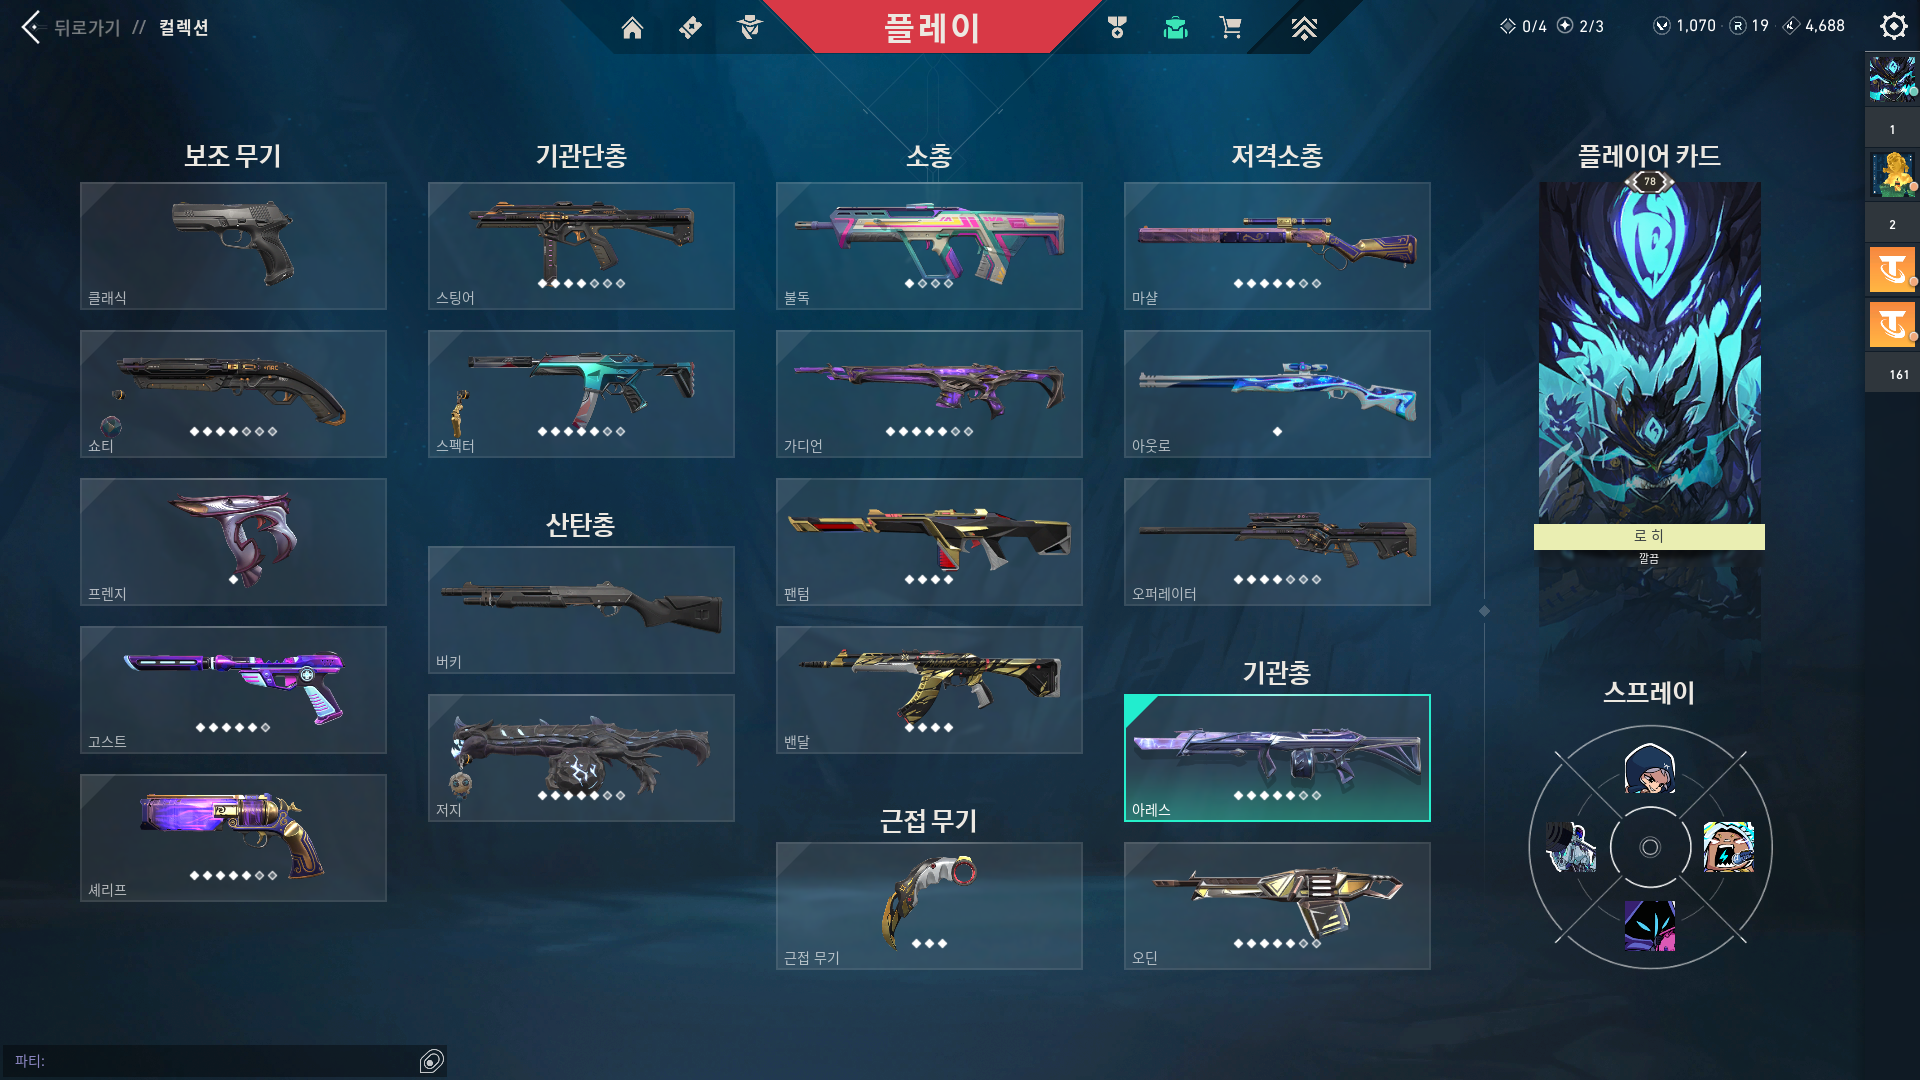 뒤로가기 // 컬렉션
플레이
0/4 2/3 1,070 19 4,688
보조 무기
클래식
쇼티
프렌지
고스트
셰리프
기관단총
스팅어
스펙터
산탄총
버키
저지
소총
불독
가디언
팬텀
밴달
근접 무기
근접 무기
저격소총
마샬
아웃로
오퍼레이터
기관총
아레스
오딘
플레이어 카드
78
로 히
깔끔
스프레이
1
2
161
파티: